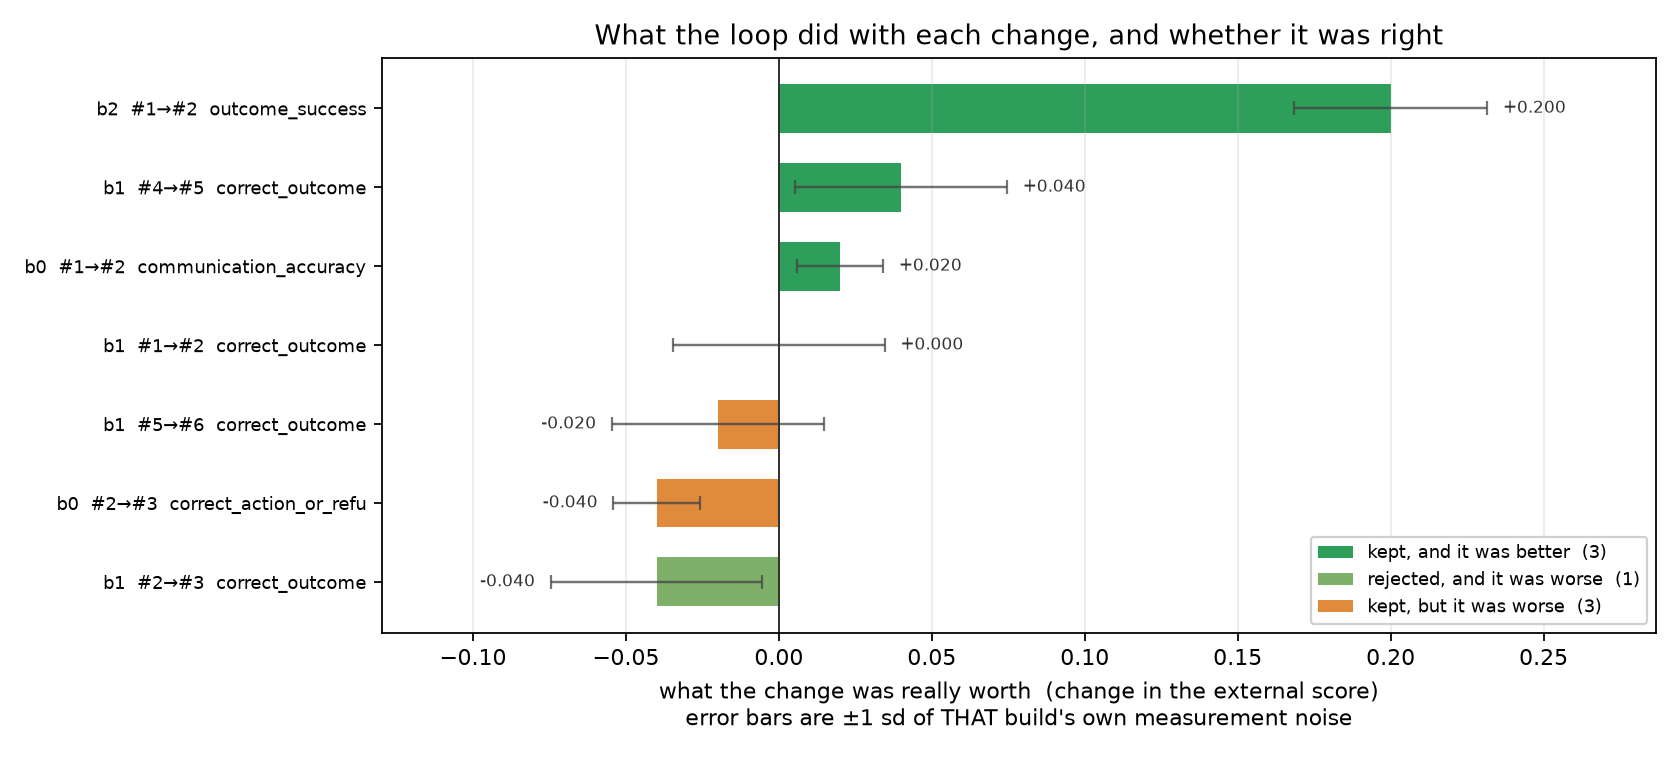 What the loop did with each change, and whether it was right
b2 #1→#2 outcome_success
+0.200
b1 #4→#5 correct_outcome
+0.040
b0 #1→#2 communication_accuracy
+0.020
b1 #1→#2 correct_outcome
+0.000
b1 #5→#6 correct_outcome
-0.020
b0 #2→#3 correct_action_or_refu
-0.040
b1 #2→#3 correct_outcome
-0.040
kept, and it was better (3)
rejected, and it was worse (1)
kept, but it was worse (3)
−0.10 −0.05 0.00 0.05 0.10 0.15 0.20 0.25
what the change was really worth (change in the external score)
error bars are ±1 sd of THAT build's own measurement noise